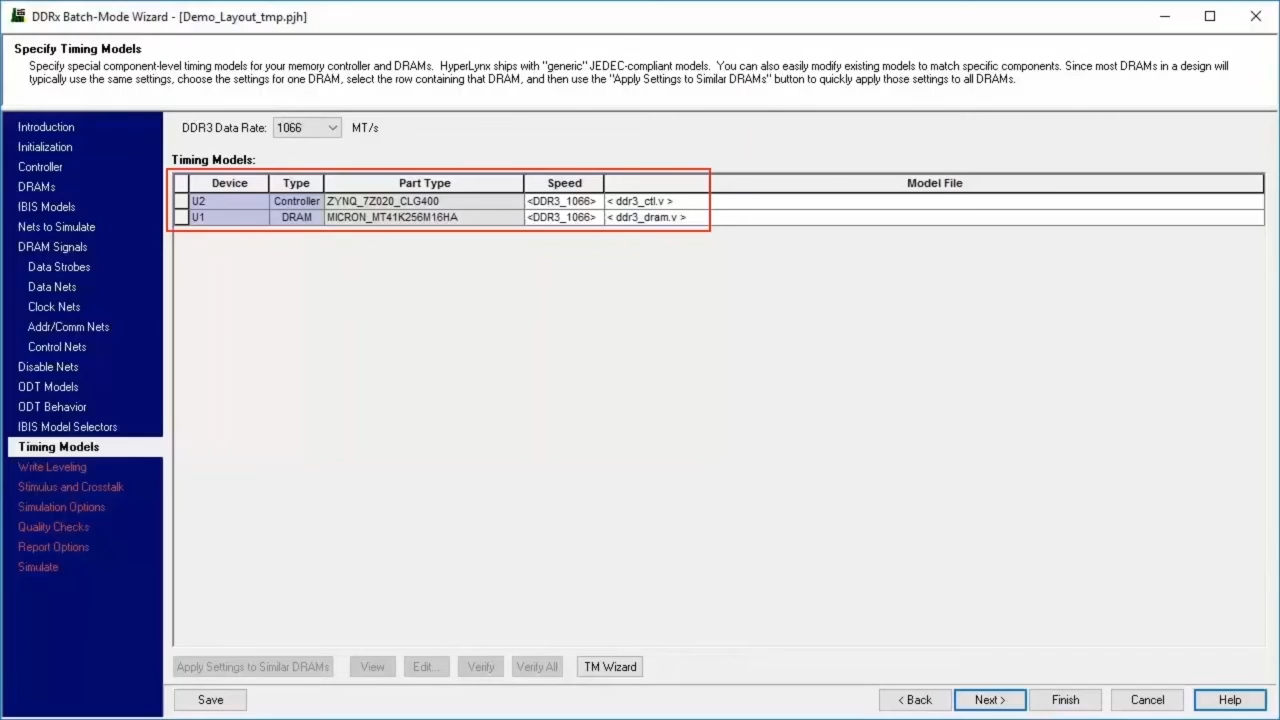 DDRx Batch-Mode Wizard - [Demo_Layout_tmp.pjh]
Specify Timing Models
Specify special component-level timing models for your memory controller and DRAMs. HyperLynx ships with "generic" JEDEC-compliant models. You can also easily modify existing models to match specific components. Since most DRAMs in a design will
typically use the same settings, choose the settings for one DRAM, select the row containing that DRAM, and then use the "Apply Settings to Similar DRAMs" button to quickly apply those settings to all DRAMs.
Introduction
Initialization
Controller
DRAMs
IBIS Models
Nets to Simulate
DRAM Signals
Data Strobes
Data Nets
Clock Nets
Addr/Comm Nets
Control Nets
Disable Nets
ODT Models
ODT Behavior
IBIS Model Selectors
Timing Models
Write Leveling
Stimulus and Crosstalk
Simulation Options
Quality Checks
Report Options
Simulate
DDR3 Data Rate: 1066 MT/s
Timing Models:
Device Type Part Type Speed Model File
U2 Controller ZYNQ_7Z020_CLG400 <DDR3_1066> < ddr3_ctl.v >
U1 DRAM MICRON_MT41K256M16HA <DDR3_1066> < ddr3_dram.v >
Apply Settings to Similar DRAMs View Edit... Verify Verity All TM Wizard
Save < Back Next > Finish Cancel Help